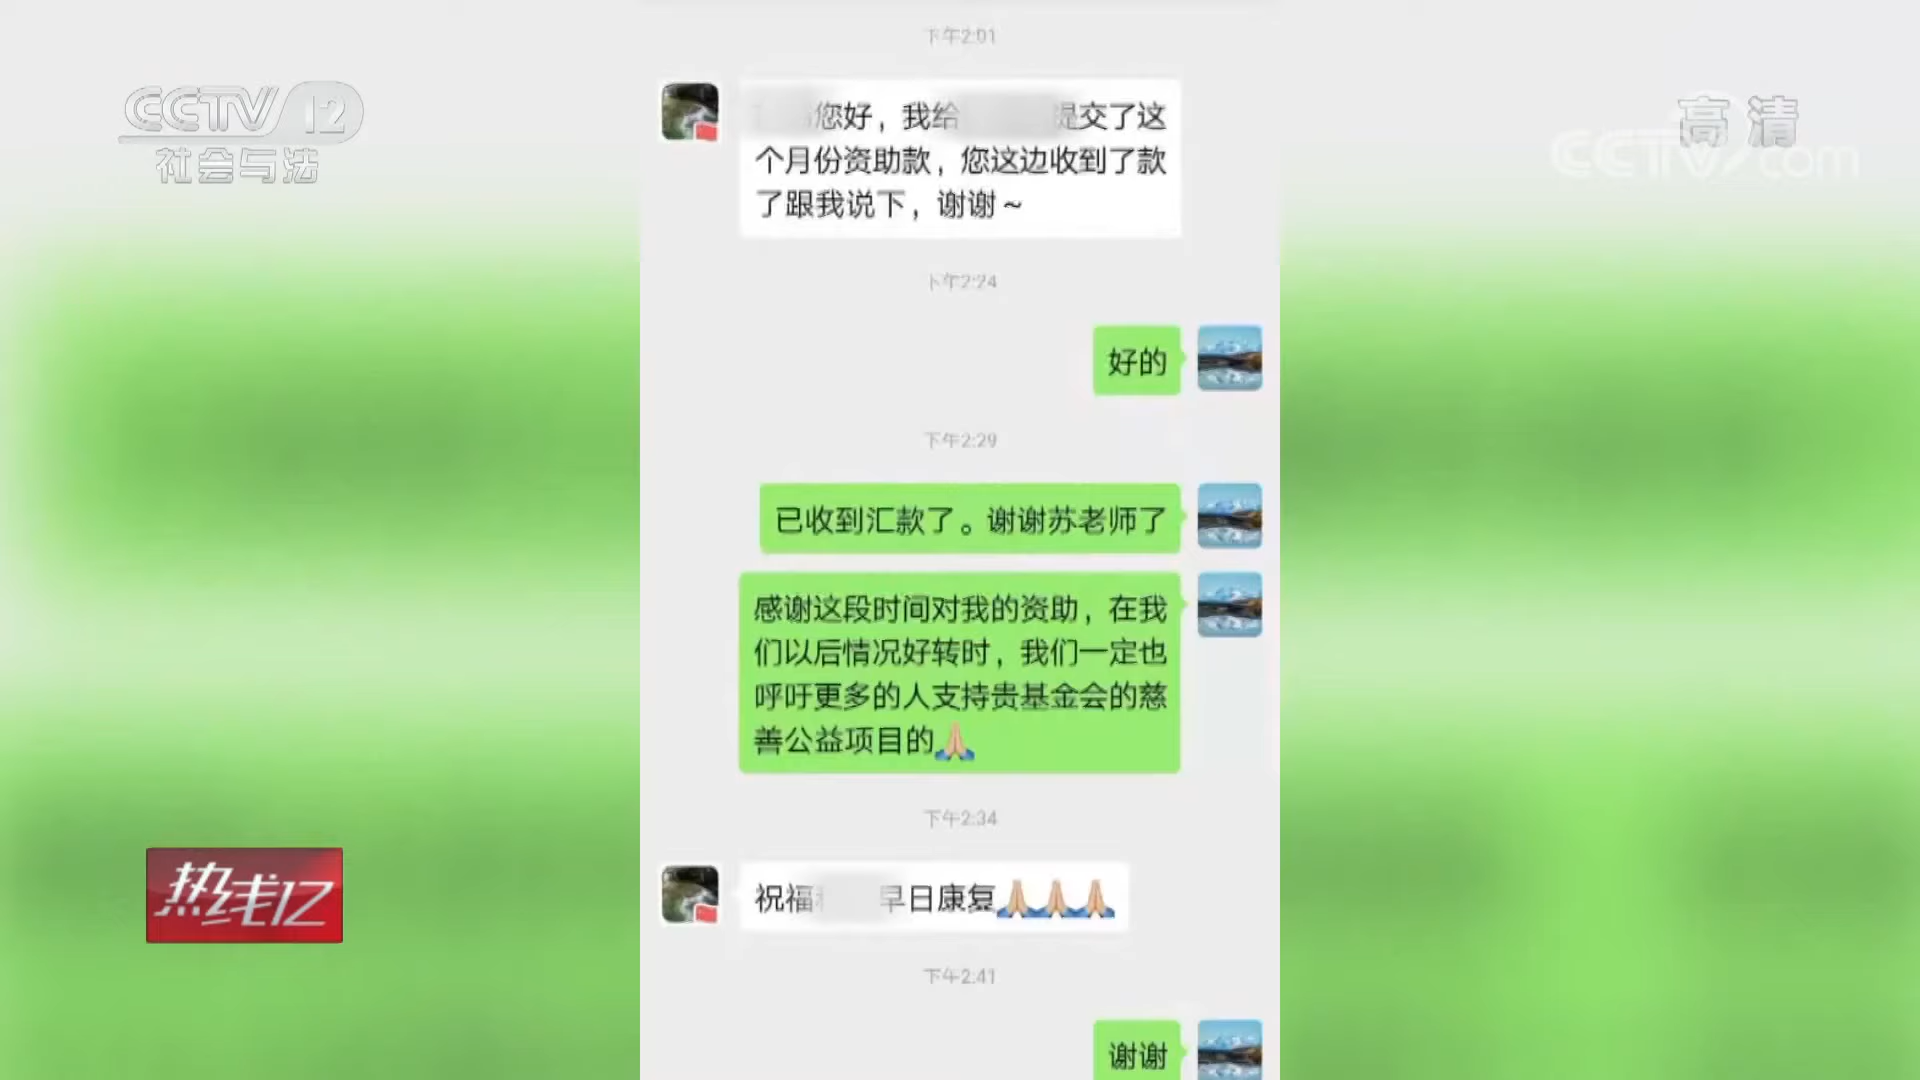 下午2:01
CCTV 12
社会与法
高清
CCTV.com
您好，我给 提交了这
个月份资助款，您这边收到了款
了跟我说下，谢谢～
下午2:24
好的
下午2:29
已收到汇款了。谢谢苏老师了
感谢这段时间对我的资助，在我
们以后情况好转时，我们一定也
呼吁更多的人支持贵基金会的慈
善公益项目的🙏
下午2:34
热线12
祝福 早日康复🙏🙏🙏
下午2:41
谢谢